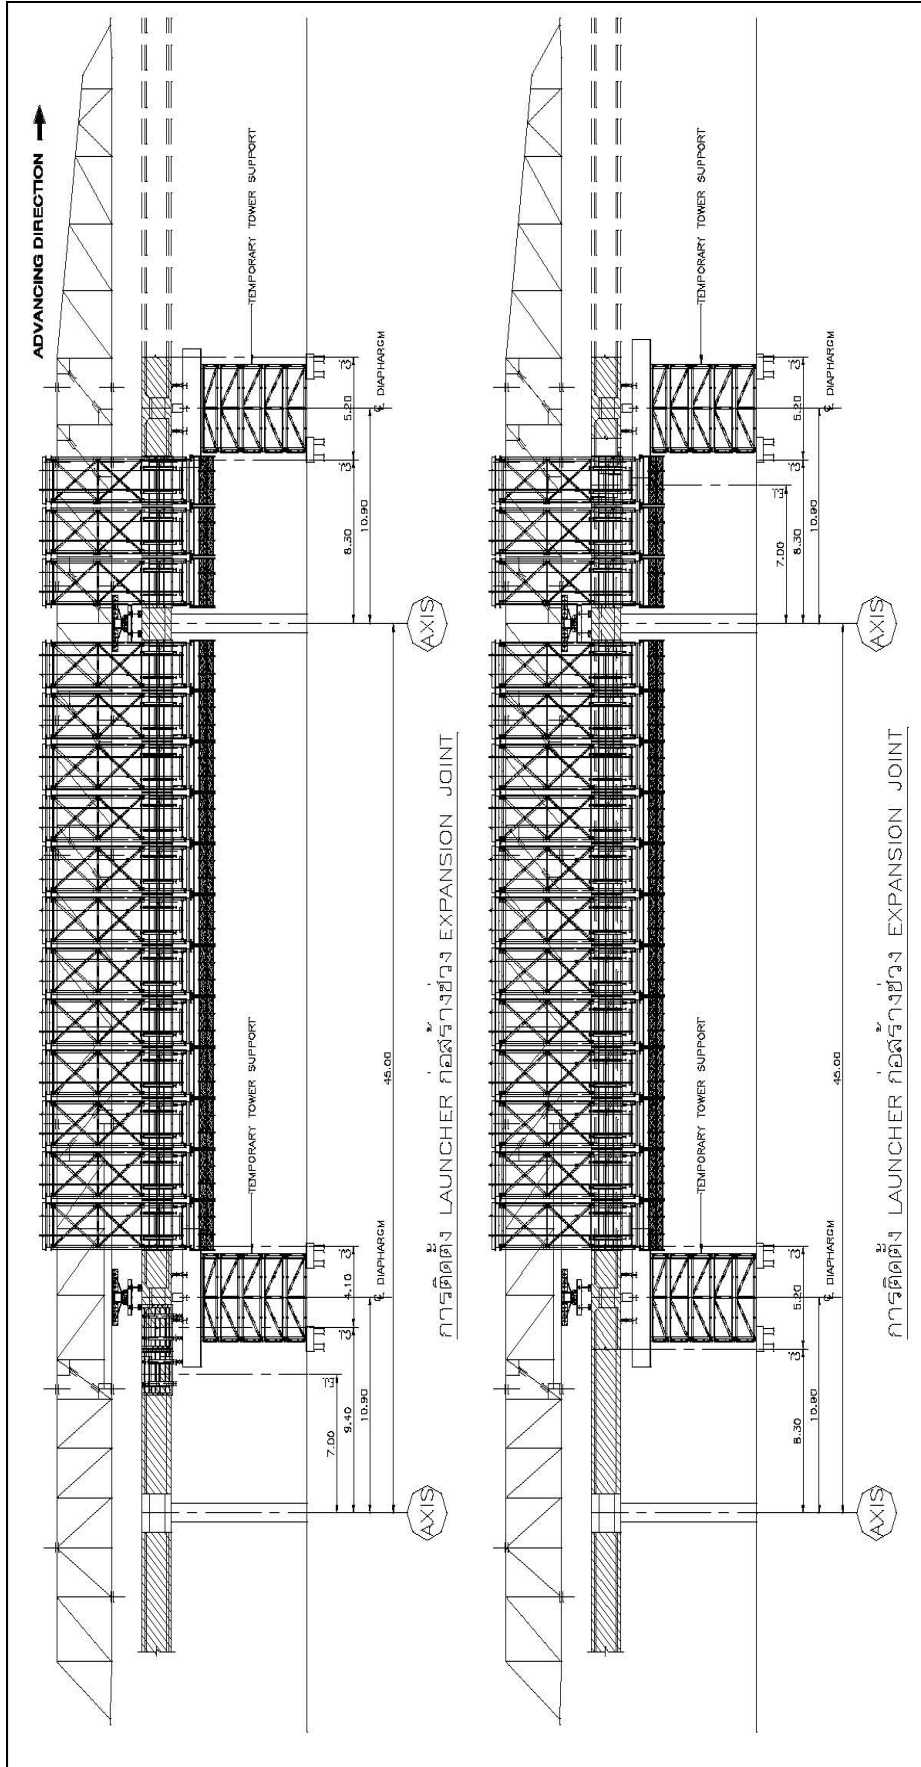 ADVANCING DIRECTION
TEMPORARY TOWER SUPPORT
TEMPORARY TOWER SUPPORT
EJ
7.00
9.40
4.10
8.30
5.20
10.90
℄ DIAPHARGM
10.90
℄ DIAPHARGM
45.00
AXIS
AXIS
การติดตั้ง LAUNCHER ก่อสร้างช่วง EXPANSION JOINT
TEMPORARY TOWER SUPPORT
TEMPORARY TOWER SUPPORT
EJ
7.00
8.30
5.20
8.30
5.20
10.90
℄ DIAPHARGM
10.90
℄ DIAPHARGM
45.00
AXIS
AXIS
การติดตั้ง LAUNCHER ก่อสร้างช่วง EXPANSION JOINT